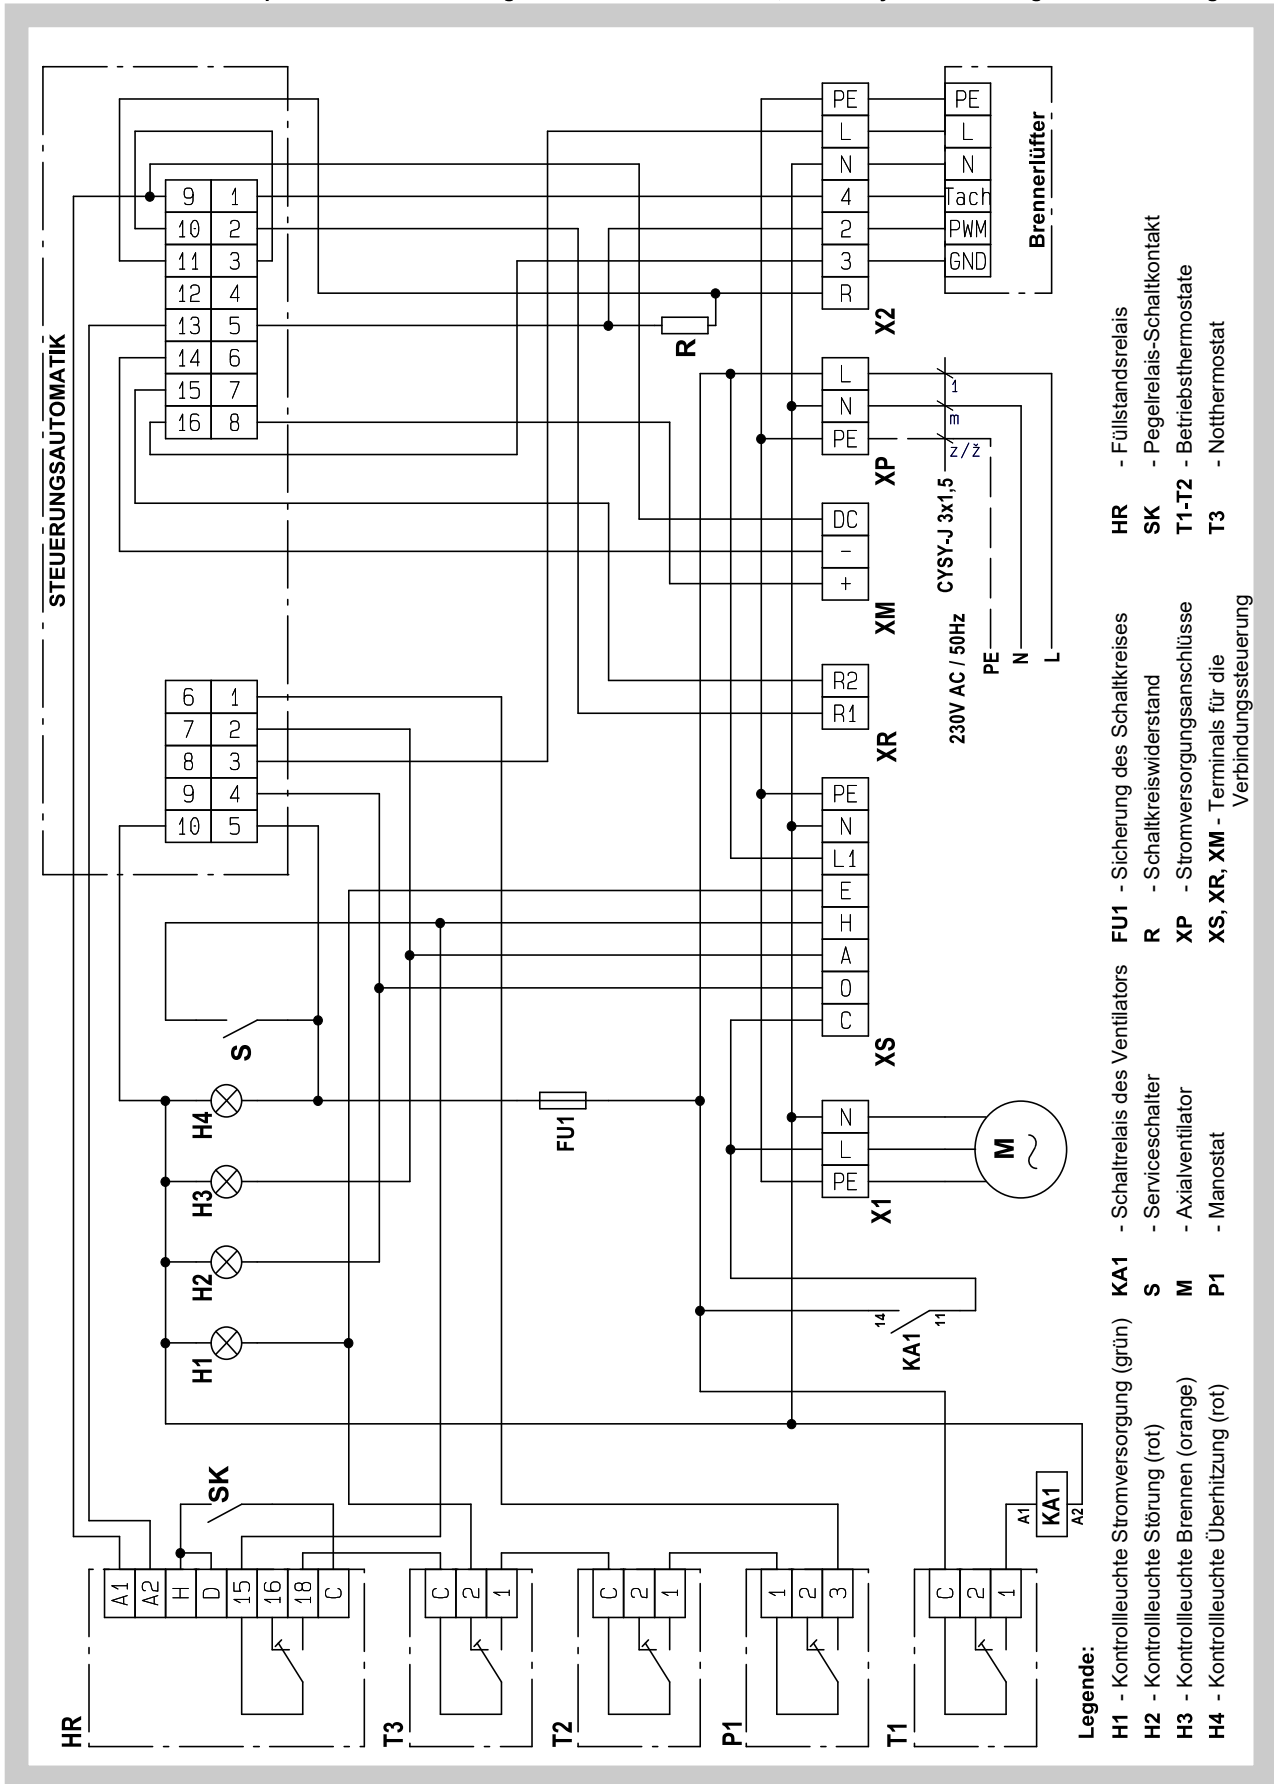 STEUERUNGSAUTOMATIK
9 1
10 2
11 3
12 4
13 5
14 6
15 7
16 8
6 1
7 2
8 3
9 4
10 5
PE
L
N
4
2
3
R
X2
PE
L
N
Tach
PWM
GND
Brennerlüfter
R
L
N
PE
XP
1
m
z/ž
CYSY-J 3x1,5
230V AC / 50Hz
PE
N
L
DC
-
+
XM
R2
R1
XR
PE
N
L1
E
H
A
O
C
XS
S
H4
H3
H2
H1
FU1
N
L
PE
X1
M
14
11
KA1
SK
A1
KA1
A2
HR
A1
A2
H
D
15
16
18
C
T3
C
2
1
T2
C
2
1
P1
1
2
3
T1
C
2
1
Legende:
H1 - Kontrollleuchte Stromversorgung (grün)
H2 - Kontrollleuchte Störung (rot)
H3 - Kotrollleuchte Brennen (orange)
H4 - Kontrollleuchte Überhitzung (rot)
KA1 - Schaltrelais des Ventilators
S - Serviceschalter
M - Axialventilator
P1 - Manostat
FU1 - Sicherung des Schaltkreises
R - Schaltkreiswiderstand
XP - Stromversorgungsanschlüsse
XS, XR, XM - Terminals für die
Verbindungssteuerung
HR - Füllstandsrelais
SK - Pegelrelais-Schaltkontakt
T1-T2 - Betriebsthermostate
T3 - Notthermostat